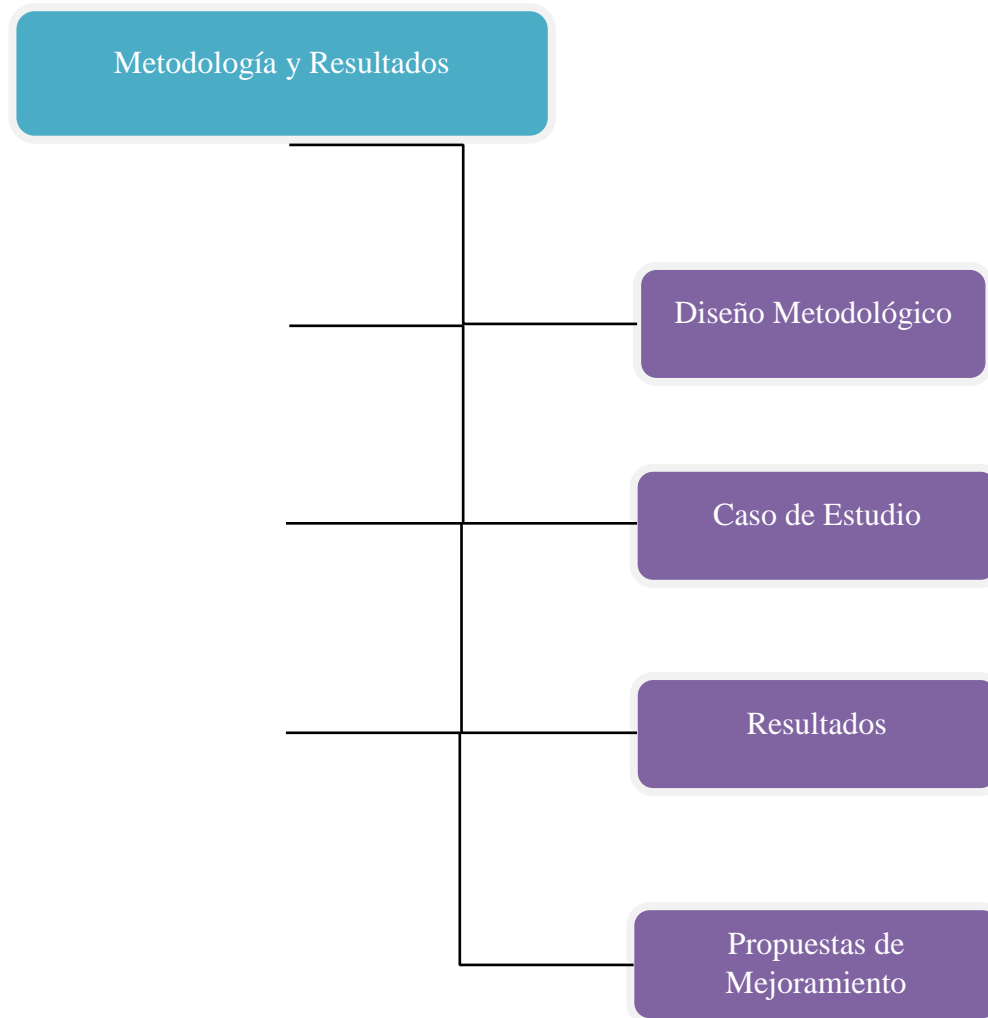 Metodología y Resultados
Diseño Metodológico
Caso de Estudio
Resultados
Propuestas de
Mejoramiento